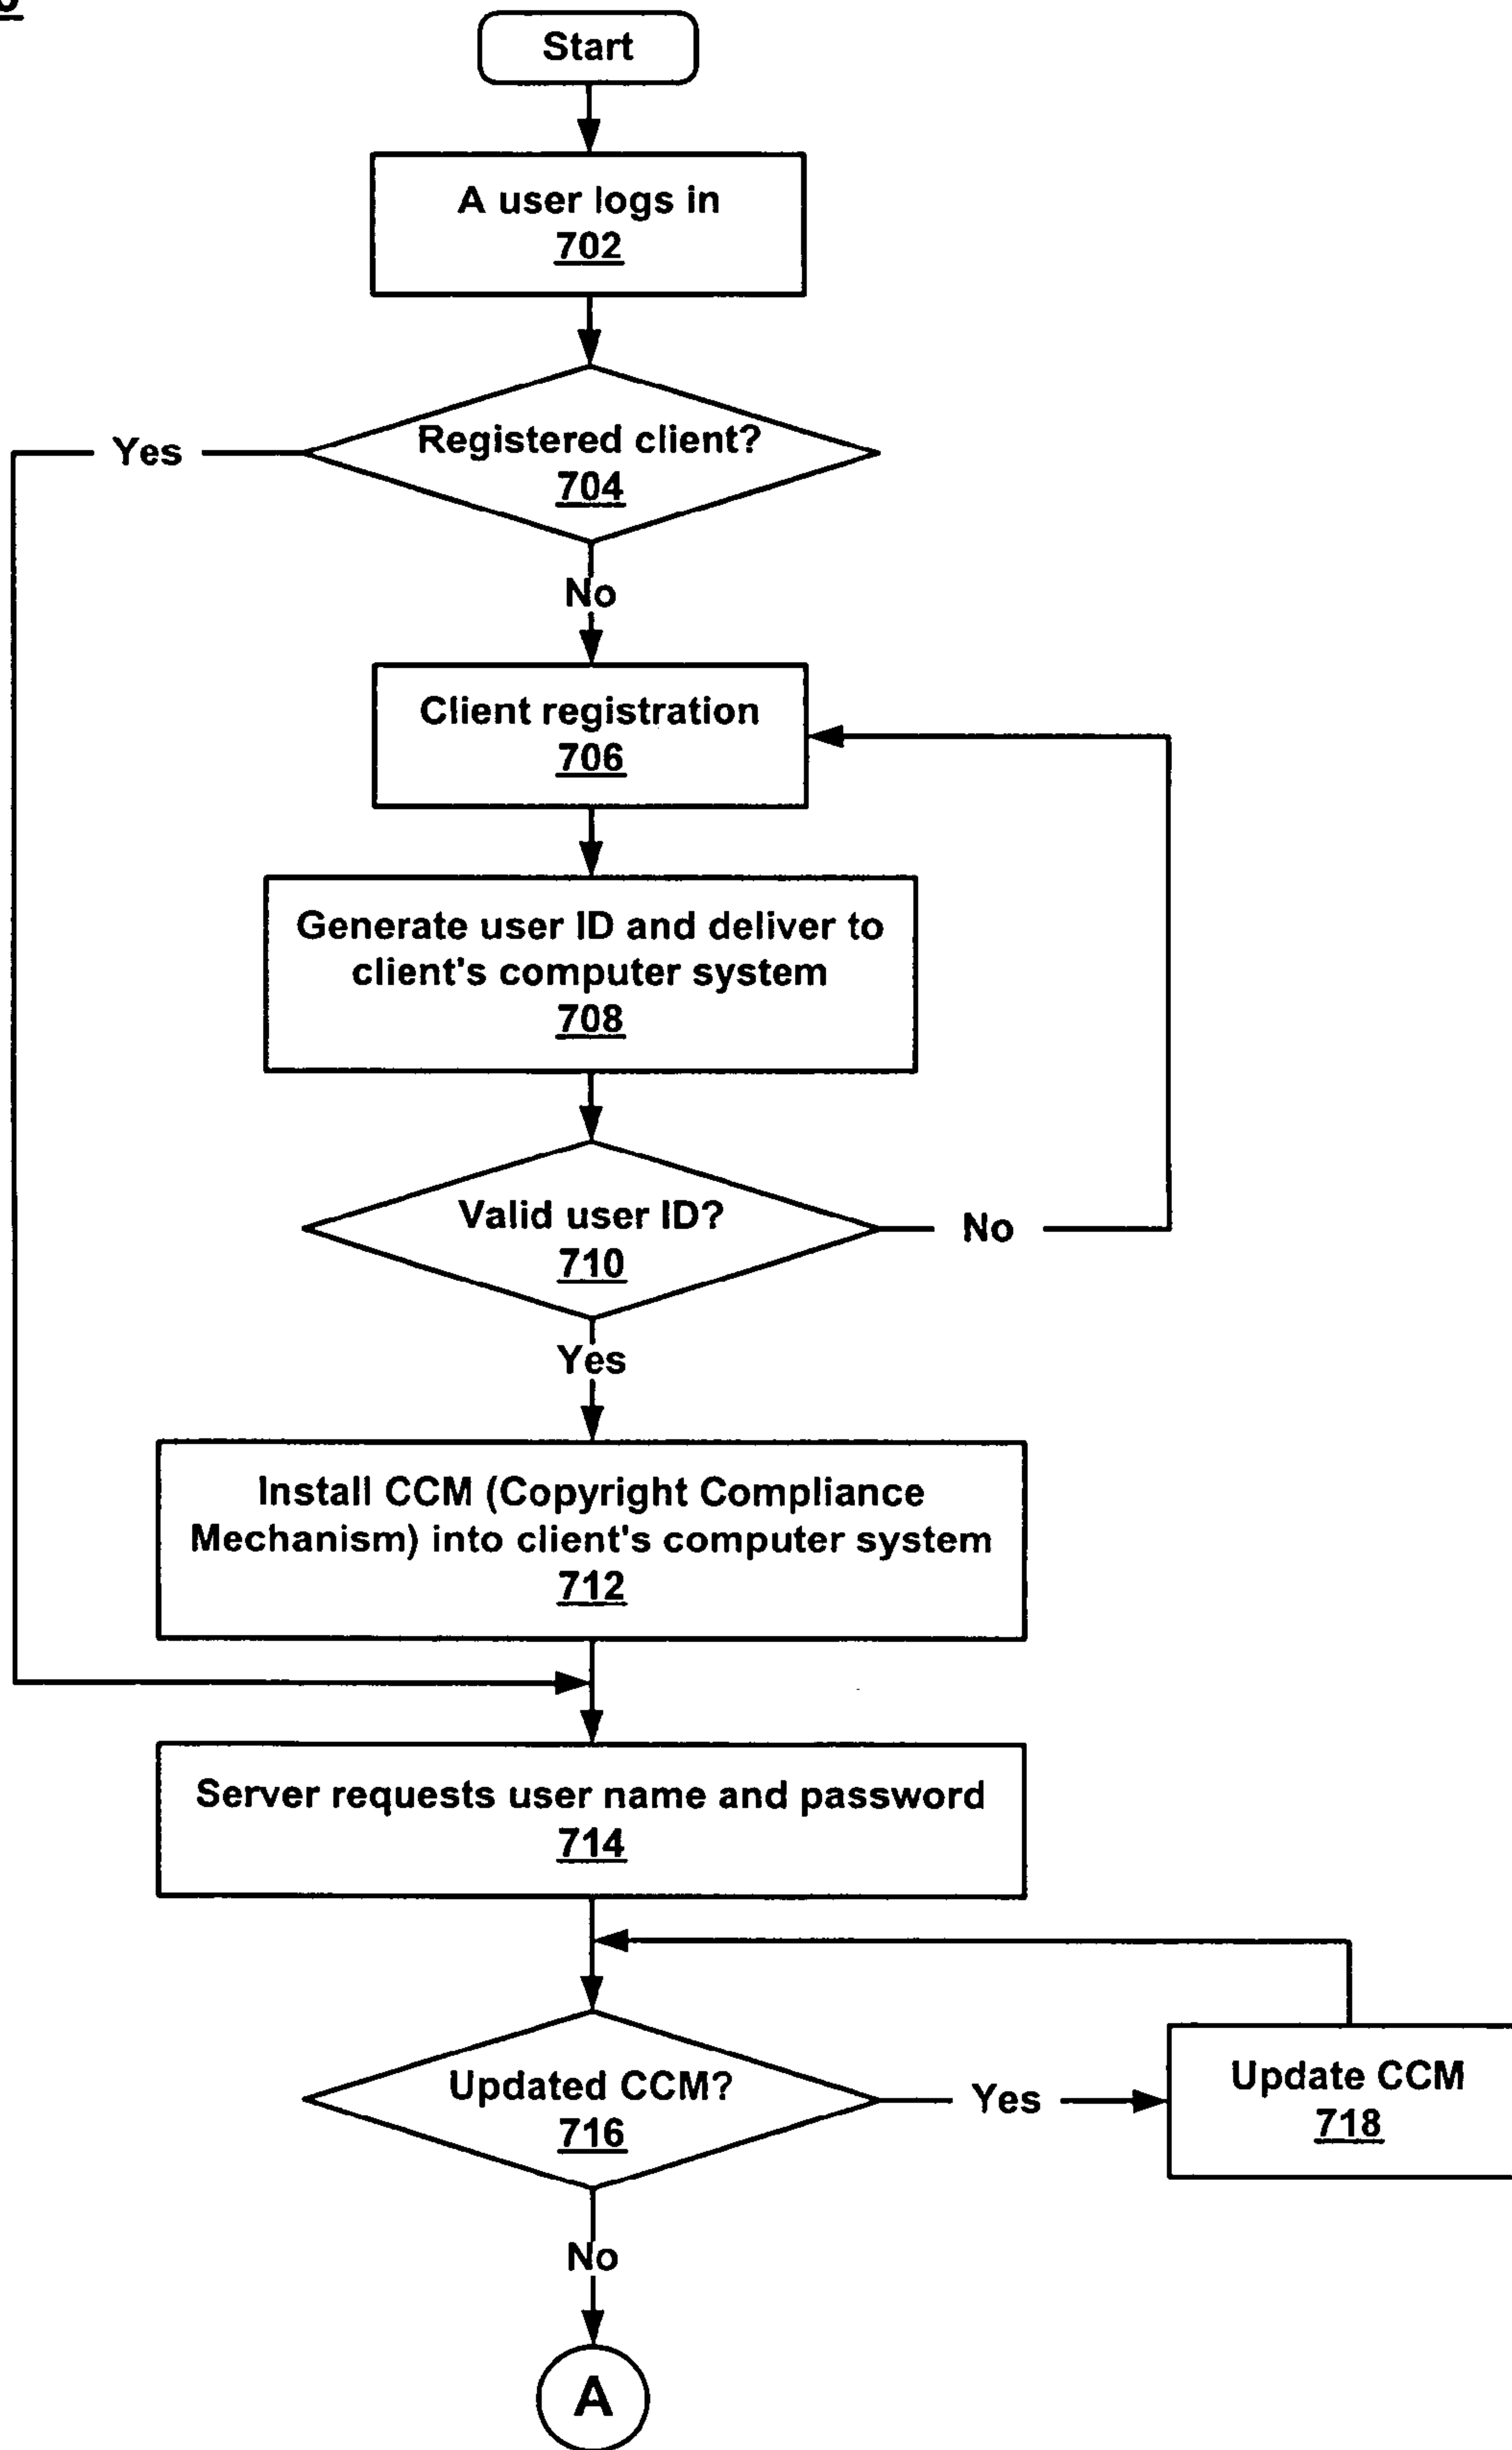 Start
A user logs in
702
Registered client?
704
Yes
No
Client registration
706
Generate user ID and deliver to
client's computer system
708
Valid user ID?
710
No
Yes
Install CCM (Copyright Compliance
Mechanism) into client's computer system
712
Server requests user name and password
714
Updated CCM?
716
Yes
Update CCM
718
No
A